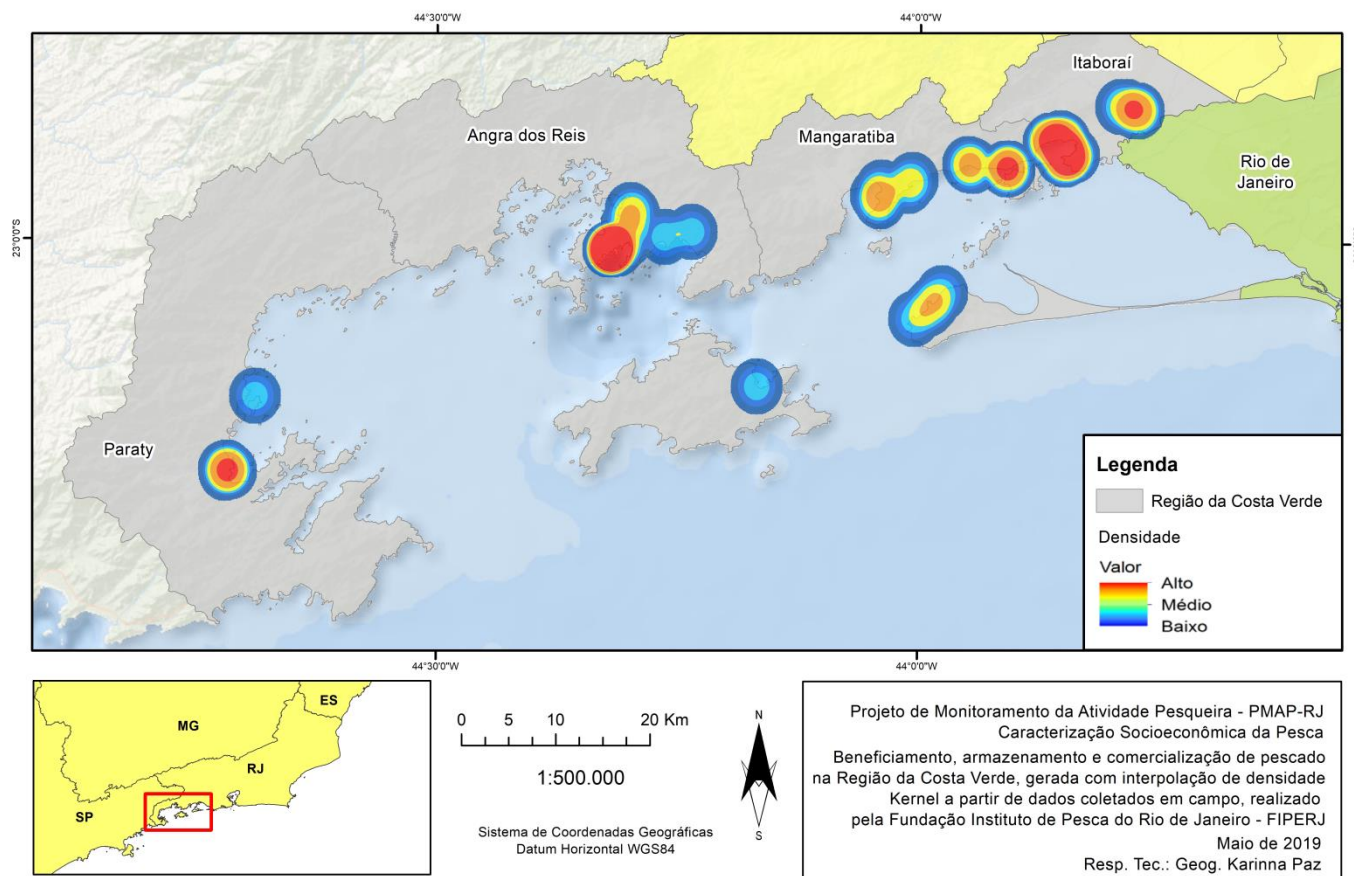 44°30'0"W
44°0'0"W
Itaboraí
Angra dos Reis
Mangaratiba
Rio de
Janeiro
23°0'0"S
Paraty
Legenda
Região da Costa Verde
Densidade
Valor
Alto
Médio
Baixo
44°30'0"W
44°0'0"W
ES
MG
RJ
SP
0 5 10 20 Km
1:500.000
Sistema de Coordenadas Geográficas
Datum Horizontal WGS84
N
S
Projeto de Monitoramento da Atividade Pesqueira - PMAP-RJ
Caracterização Socioeconômica da Pesca
Beneficiamento, armazenamento e comercialização de pescado
na Região da Costa Verde, gerada com interpolação de densidade
Kernel a partir de dados coletados em campo, realizado
pela Fundação Instituto de Pesca do Rio de Janeiro - FIPERJ
Maio de 2019
Resp. Tec.: Geog. Karinna Paz